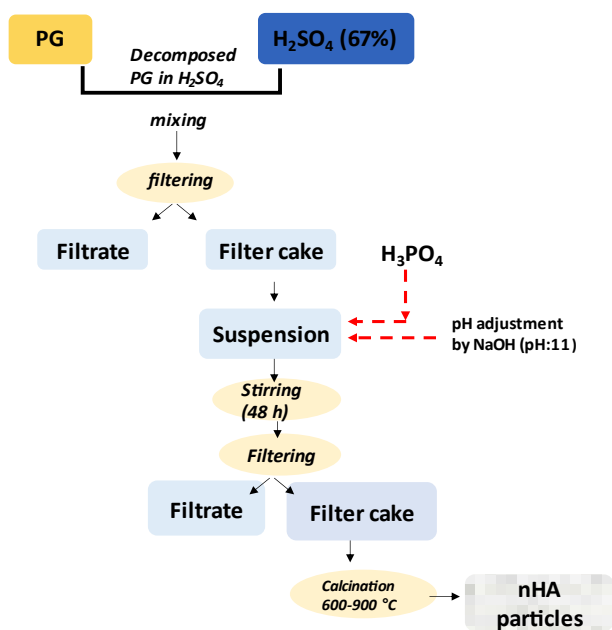 PG
H₂SO₄ (67%)
Decomposed
PG in H₂SO₄
mixing
filtering
Filtrate
Filter cake
H₃PO₄
Suspension
pH adjustment
by NaOH (pH:11)
Stirring
(48 h)
Filtering
Filtrate
Filter cake
Calcination
600-900 °C
nHA
particles